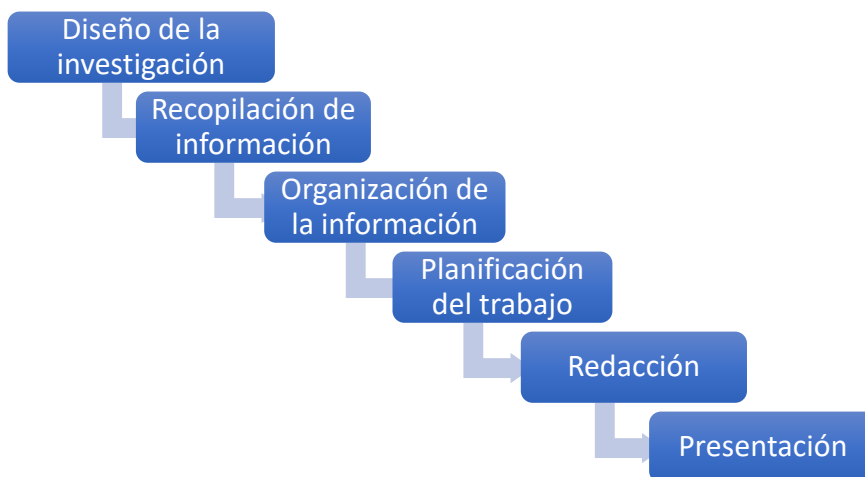 Diseño de la
investigación
Recopilación de
información
Organización de
la información
Planificación
del trabajo
Redacción
Presentación